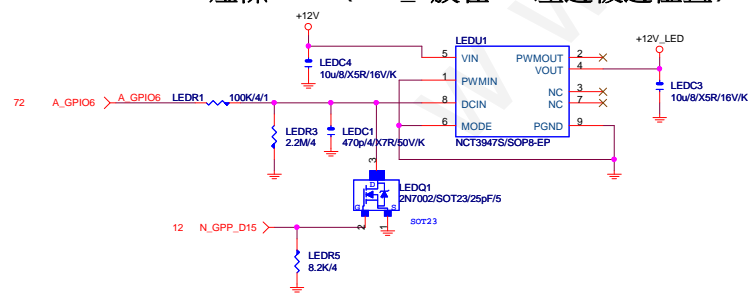 +12V
LEDU1
+12V_LED
LEDC4
10u/8/X5R/16V/K
5
VIN
PWMOUT
2
VOUT
4
1
PWMIN
LEDC3
10u/8/X5R/16V/K
NC
3
72
A_GPIO6
A_GPIO6
LEDR1
100K/4/1
8
DCIN
NC
7
LEDR3
2.2M/4
LEDC1
470p/4/X7R/50V/K
6
MODE
PGND
9
NCT3947S/SOP8-EP
3
D
LEDQ1
2N7002/SOT23/25pF/5
G
S
SOT23
2
1
12
N_GPP_D15
LEDR5
8.2K/4